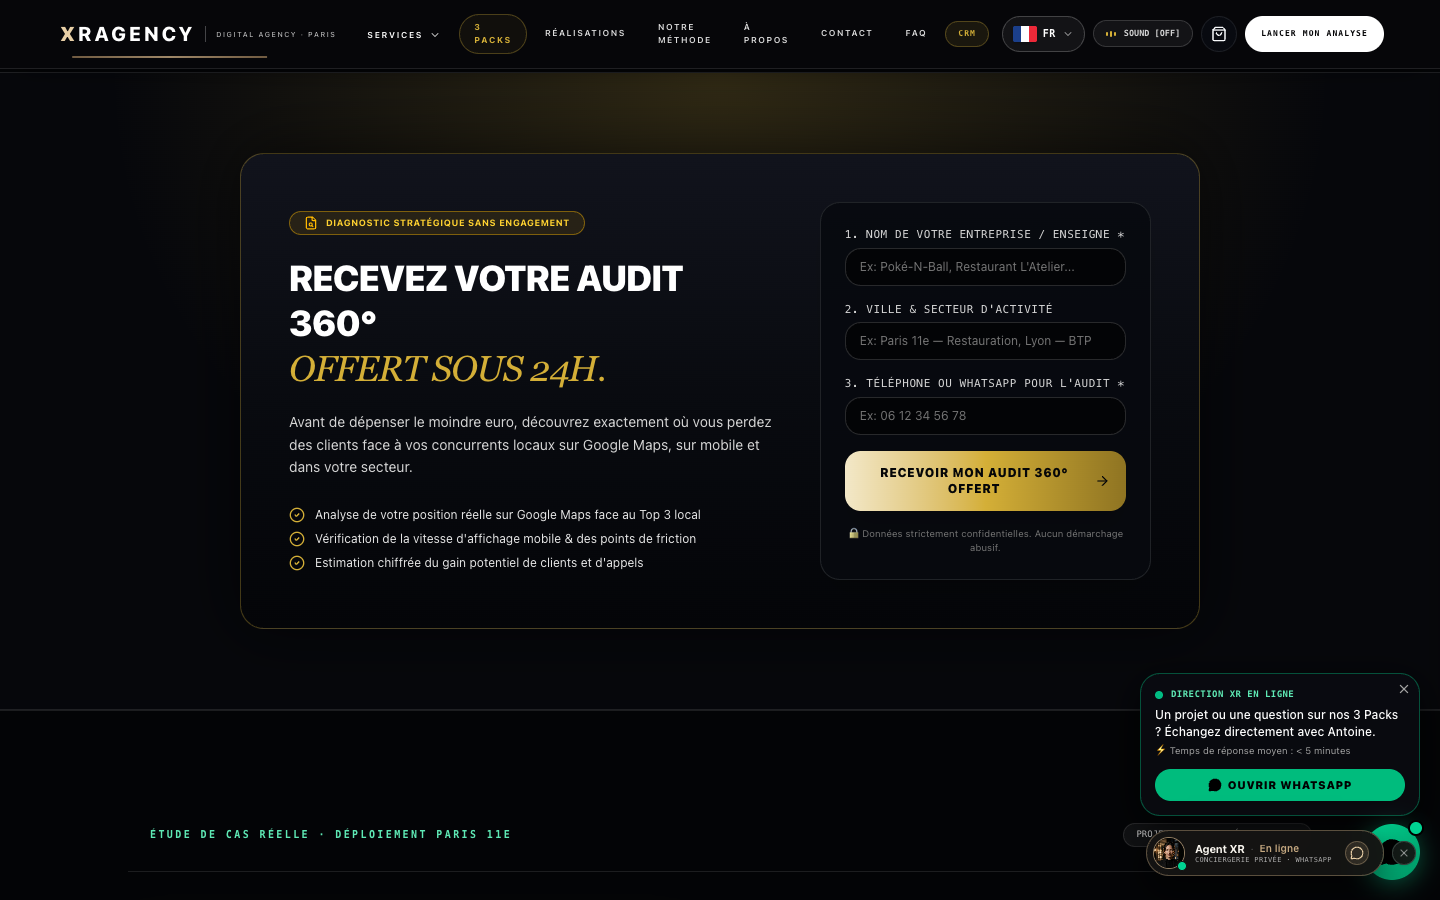 XRAGENCY
DIGITAL AGENCY · PARIS
SERVICES
3
PACKS
RÉALISATIONS
NOTRE
MÉTHODE
À
PROPOS
CONTACT
FAQ
CRM
FR
SOUND [OFF]
LANCER MON ANALYSE
DIAGNOSTIC STRATÉGIQUE SANS ENGAGEMENT
RECEVEZ VOTRE AUDIT
360°
OFFERT SOUS 24H.
Avant de dépenser le moindre euro, découvrez exactement où vous perdez
des clients face à vos concurrents locaux sur Google Maps, sur mobile et
dans votre secteur.
Analyse de votre position réelle sur Google Maps face au Top 3 local
Vérification de la vitesse d'affichage mobile & des points de friction
Estimation chiffrée du gain potentiel de clients et d'appels
1. NOM DE VOTRE ENTREPRISE / ENSEIGNE *
Ex: Poké-N-Ball, Restaurant L'Atelier...
2. VILLE & SECTEUR D'ACTIVITÉ
Ex: Paris 11e — Restauration, Lyon — BTP
3. TÉLÉPHONE OU WHATSAPP POUR L'AUDIT *
Ex: 06 12 34 56 78
RECEVOIR MON AUDIT 360°
OFFERT
🔒 Données strictement confidentielles. Aucun démarchage
abusif.
DIRECTION XR EN LIGNE
Un projet ou une question sur nos 3 Packs
? Échangez directement avec Antoine.
⚡ Temps de réponse moyen : < 5 minutes
OUVRIR WHATSAPP
ÉTUDE DE CAS RÉELLE · DÉPLOIEMENT PARIS 11E
Agent XR · En ligne
CONCIERGERIE PRIVÉE · WHATSAPP